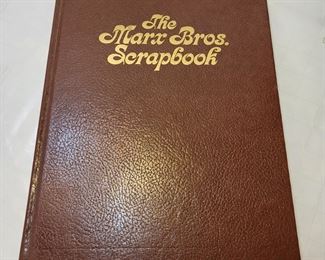 The
Marx Bros.
Scrapbook